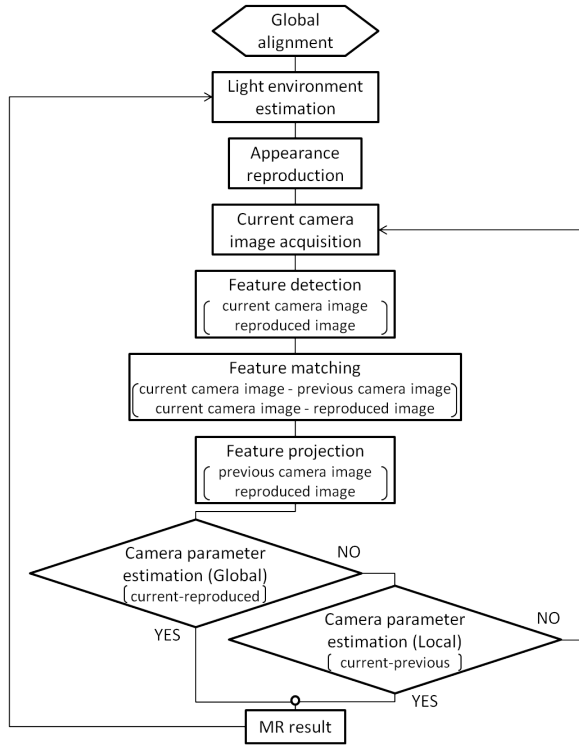 Global
alignment
Light environment
estimation
Appearance
reproduction
Current camera
image acquisition
Feature detection
current camera image
reproduced image
Feature matching
current camera image - previous camera image
current camera image - reproduced image
Feature projection
previous camera image
reproduced image
Camera parameter
estimation (Global)
current-reproduced
NO
YES
Camera parameter
estimation (Local)
current-previous
NO
YES
MR result